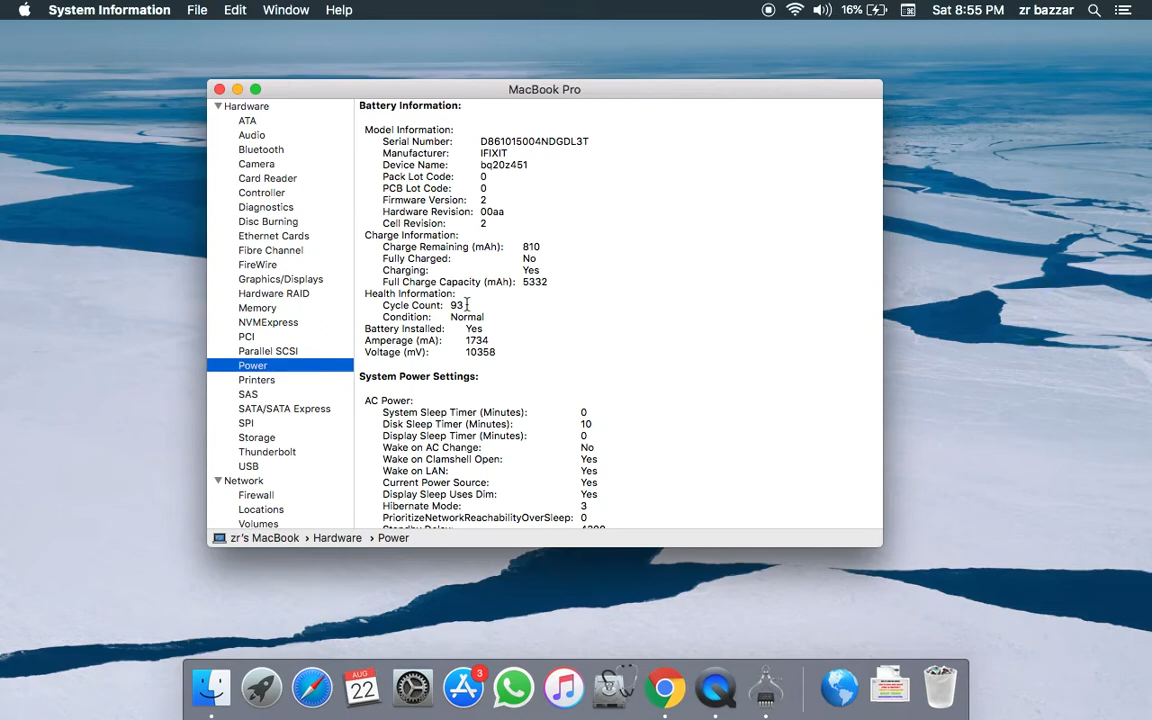 System Information File Edit Window Help 16% Sat 8:55 PM zr bazzar
MacBook Pro
Hardware
ATA
Audio
Bluetooth
Camera
Card Reader
Controller
Diagnostics
Disc Burning
Ethernet Cards
Fibre Channel
FireWire
Graphics/Displays
Hardware RAID
Memory
NVMExpress
PCI
Parallel SCSI
Power
Printers
SAS
SATA/SATA Express
SPI
Storage
Thunderbolt
USB
Network
Firewall
Locations
Volumes
Battery Information:
Model Information:
Serial Number: D861015004NDGDL3T
Manufacturer: IFIXIT
Device Name: bq20z451
Pack Lot Code: 0
PCB Lot Code: 0
Firmware Version: 2
Hardware Revision: 00aa
Cell Revision: 2
Charge Information:
Charge Remaining (mAh): 810
Fully Charged: No
Charging: Yes
Full Charge Capacity (mAh): 5332
Health Information:
Cycle Count: 93
Condition: Normal
Battery Installed: Yes
Amperage (mA): 1734
Voltage (mV): 10358
System Power Settings:
AC Power:
System Sleep Timer (Minutes): 0
Disk Sleep Timer (Minutes): 10
Display Sleep Timer (Minutes): 0
Wake on AC Change: No
Wake on Clamshell Open: Yes
Wake on LAN: Yes
Current Power Source: Yes
Display Sleep Uses Dim: Yes
Hibernate Mode: 3
PrioritizeNetworkReachabilityOverSleep: 0
zr's MacBook › Hardware › Power
AUG
22
3